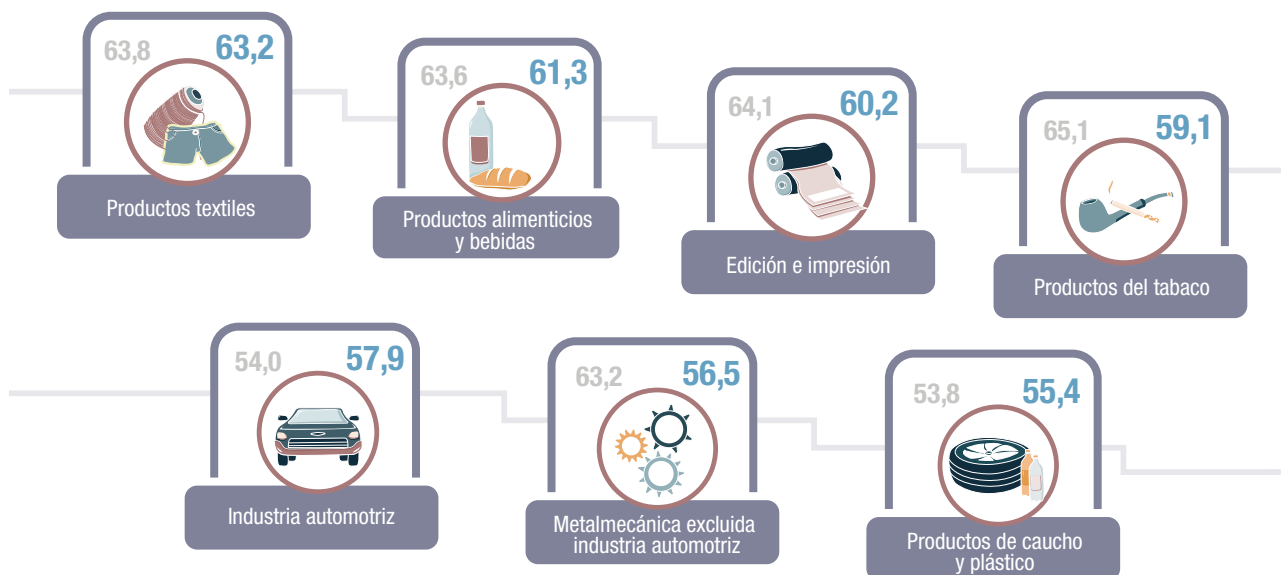 63,8 63,2
Productos textiles
63,6 61,3
Productos alimenticios
y bebidas
64,1 60,2
Edición e impresión
65,1 59,1
Productos del tabaco
54,0 57,9
Industria automotriz
63,2 56,5
Metalmecánica excluida
industria automotriz
53,8 55,4
Productos de caucho
y plástico